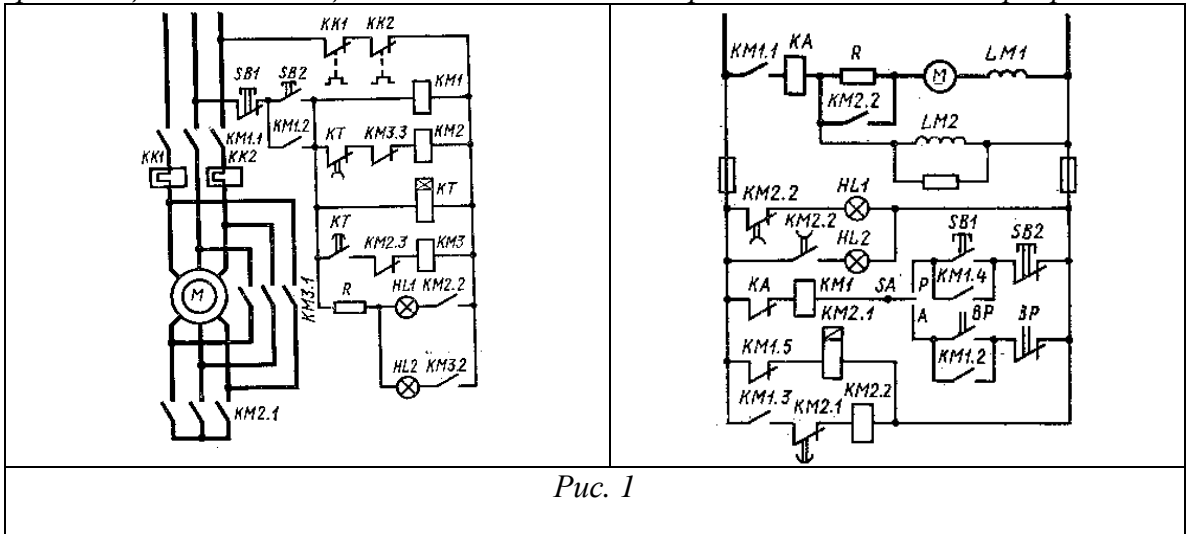 KK1 KK2
SB1 SB2
KM1
KM1.2
KM1.1
KT KM3.3 KM2
KK1 KK2
KT
KT
KM2.3 KM3
KM3.1
R HL1 KM2.2
M
HL2 KM3.2
KM2.1
KM1.1 KA R LM1
M
KM2.2
LM2
KM2.2 HL1
KM2.2
HL2 SB1 SB2
KA KM1 SA P KM1.4
KM2.1 A BP BP
KM1.5 KM1.2
KM1.3 KM2.1 KM2.2
Рис. 1